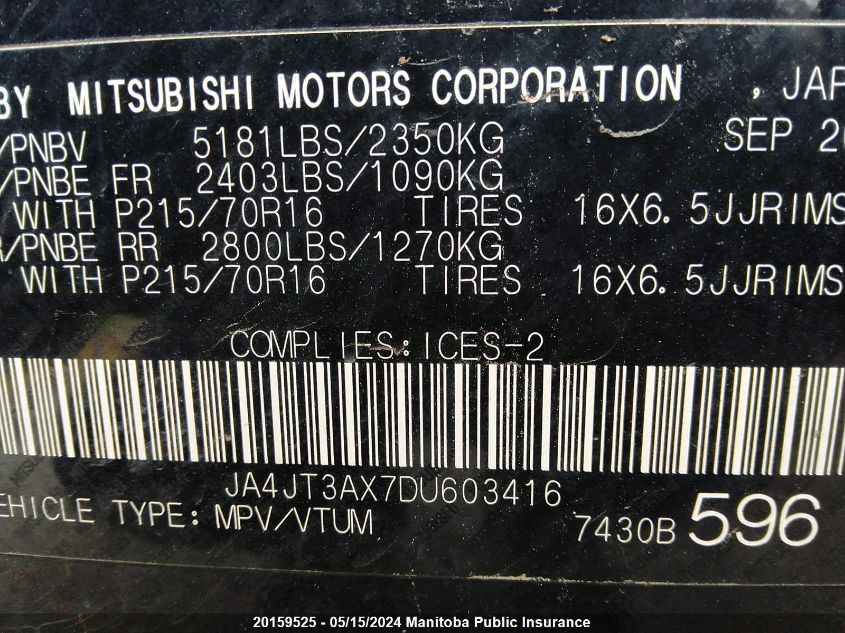 BY MITSUBISHI MOTORS CORPORATION , JAP
/PNBV 5181LBS/2350KG SEP 20
/PNBE FR 2403LBS/1090KG
WITH P215/70R16 TIRES 16X6.5JJRIMS
R/PNBE RR 2800LBS/1270KG
WITH P215/70R16 TIRES 16X6.5JJRIMS
COMPLIES:ICES-2
JA4JT3AX7DU603416
EHICLE TYPE:MPV/VTUM 7430B 596
20159525 - 05/15/2024 Manitoba Public Insurance